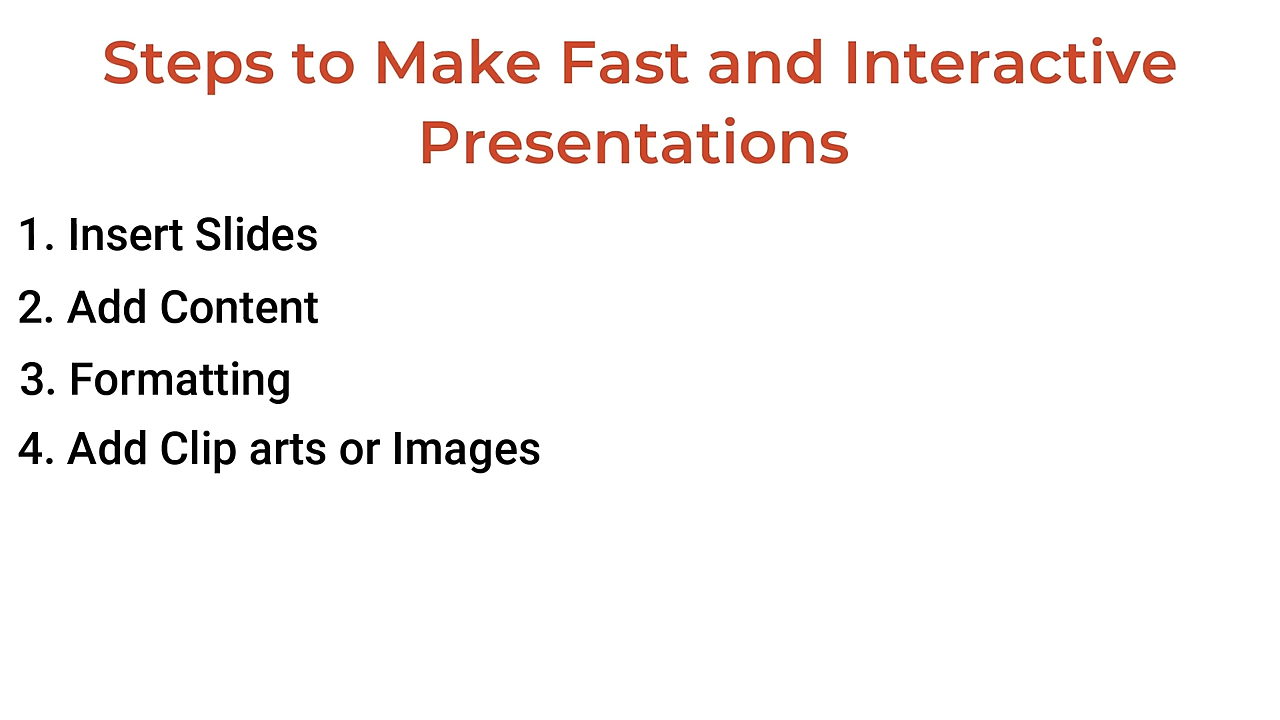 Steps to Make Fast and Interactive
Presentations
1. Insert Slides
2. Add Content
3. Formatting
4. Add Clip arts or Images